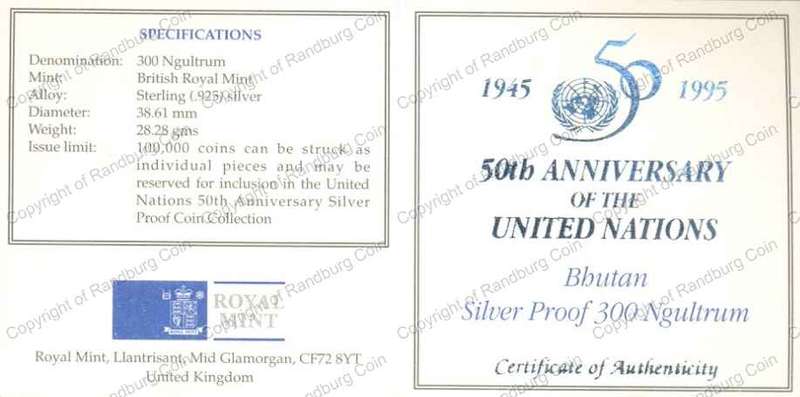 SPECIFICATIONS
Denomination: 300 Ngultrum
Mint: British Royal Mint
Alloy: Sterling (.925) silver
Diameter: 38.61 mm
Weight: 28.28 gms
Issue limit: 100,000 coins can be struck as
individual pieces and may be
reserved for inclusion in the United
Nations 50th Anniversary Silver
Proof Coin Collection
ROYAL
MINT
Royal Mint, Llantrisant, Mid Glamorgan, CF72 8YT
United Kingdom
1945 50 1995
50th ANNIVERSARY
OF THE
UNITED NATIONS
Bhutan
Silver Proof 300 Ngultrum
Certificate of Authenticity
Copyright of Randburg Coin